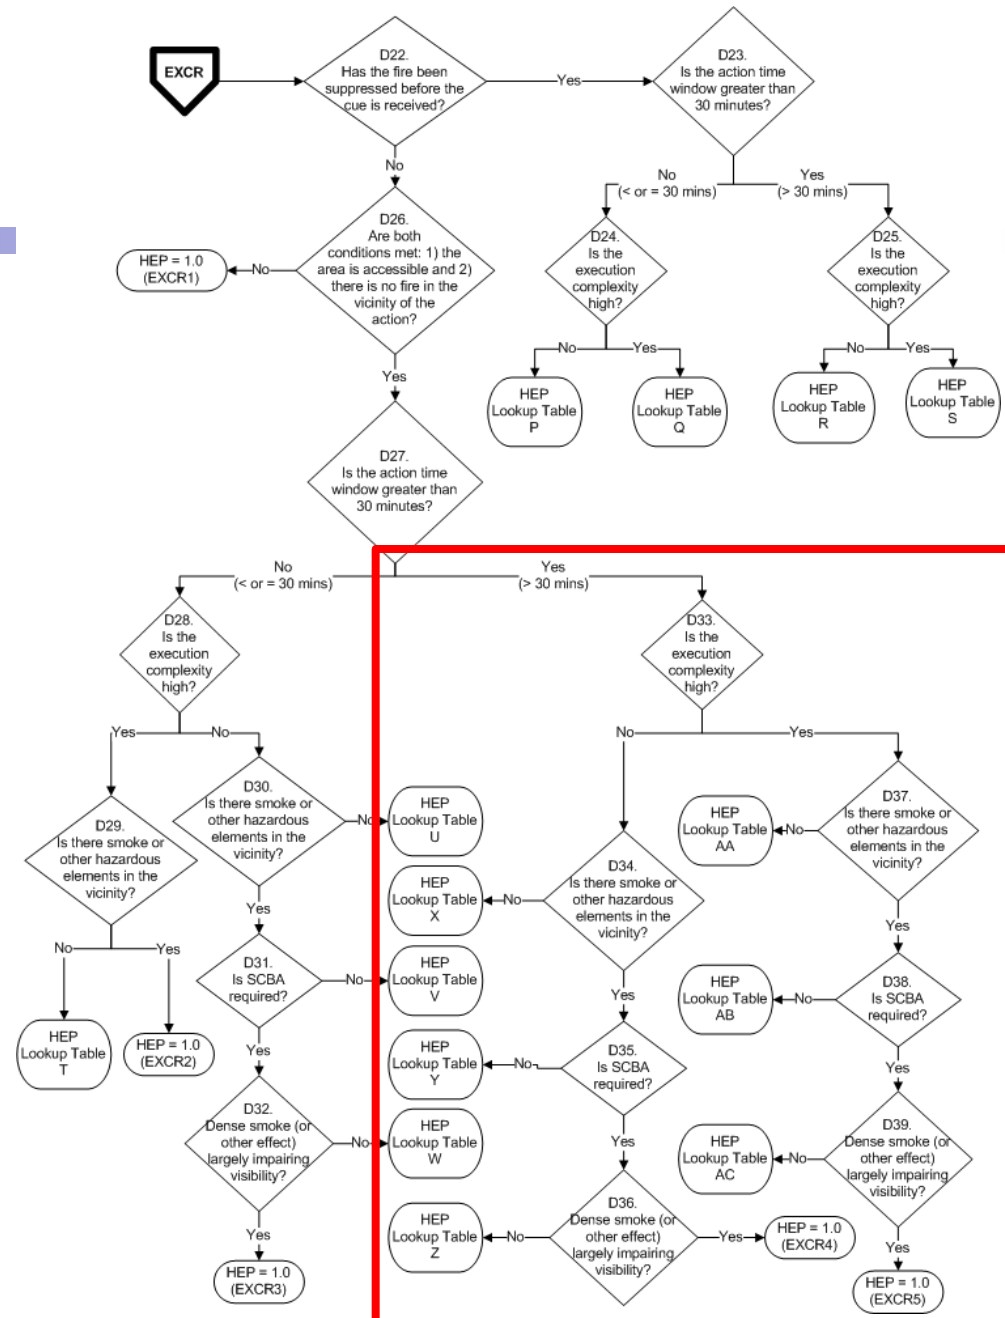 EXCR
D22.
Has the fire been
suppressed before the
cue is received?
Yes
D23.
Is the action time
window greater than
30 minutes?
No
No
(< or = 30 mins)
Yes
(> 30 mins)
D26.
Are both
conditions met: 1) the
area is accessible and 2)
there is no fire in the
vicinity of the
action?
No
HEP = 1.0
(EXCR1)
D24.
Is the
execution
complexity
high?
D25.
Is the
execution
complexity
high?
No
Yes
No
Yes
HEP
Lookup Table
P
HEP
Lookup Table
Q
HEP
Lookup Table
R
HEP
Lookup Table
S
Yes
D27.
Is the action time
window greater than
30 minutes?
No
(< or = 30 mins)
Yes
(> 30 mins)
D28.
Is the
execution
complexity
high?
Yes
No
D29.
Is there smoke or
other hazardous
elements in the
vicinity?
No
Yes
HEP
Lookup Table
T
HEP = 1.0
(EXCR2)
D30.
Is there smoke or
other hazardous
elements in the
vicinity?
No
HEP
Lookup Table
U
Yes
D31.
Is SCBA
required?
No
HEP
Lookup Table
V
Yes
D32.
Dense smoke (or
other effect)
largely impairing
visibility?
No
HEP
Lookup Table
W
Yes
HEP = 1.0
(EXCR3)
D33.
Is the
execution
complexity
high?
No
Yes
D34.
Is there smoke or
other hazardous
elements in the
vicinity?
No
HEP
Lookup Table
X
Yes
D35.
Is SCBA
required?
No
HEP
Lookup Table
Y
Yes
D36.
Dense smoke (or
other effect)
largely impairing
visibility?
No
HEP
Lookup Table
Z
Yes
HEP = 1.0
(EXCR4)
D37.
Is there smoke or
other hazardous
elements in the
vicinity?
No
HEP
Lookup Table
AA
Yes
D38.
Is SCBA
required?
No
HEP
Lookup Table
AB
Yes
D39.
Dense smoke (or
other effect)
largely impairing
visibility?
No
HEP
Lookup Table
AC
Yes
HEP = 1.0
(EXCR5)